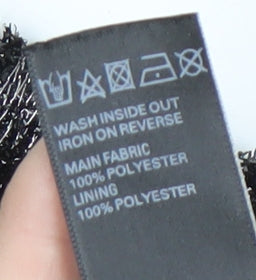 WASH INSIDE OUT
IRON ON REVERSE
MAIN FABRIC
100% POLYESTER
LINING
100% POLYESTER